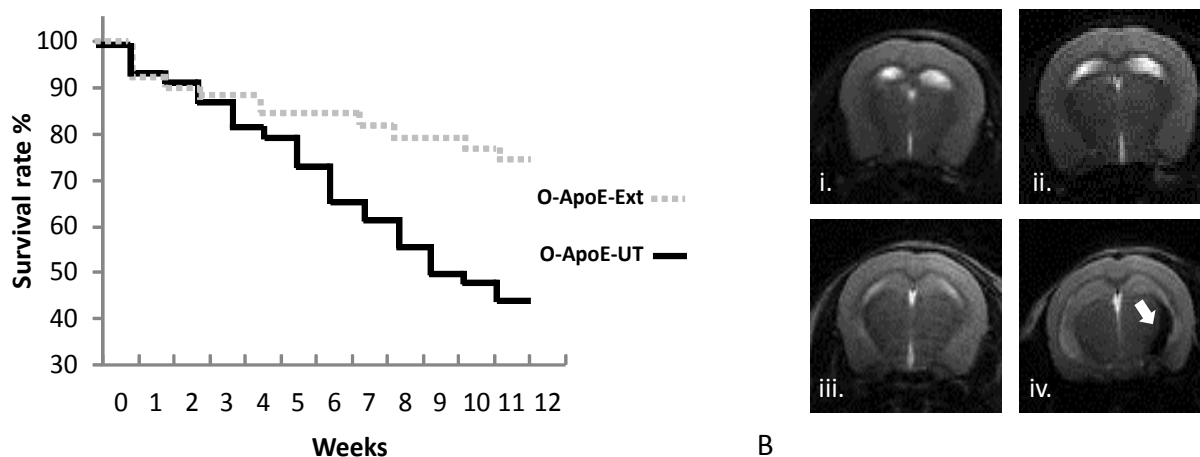 100
90
80
70
60
50
40
30
Survival rate %
0 1 2 3 4 5 6 7 8 9 10 11 12
Weeks
O-ApoE-Ext
O-ApoE-UT
i.
ii.
iii.
iv.
B